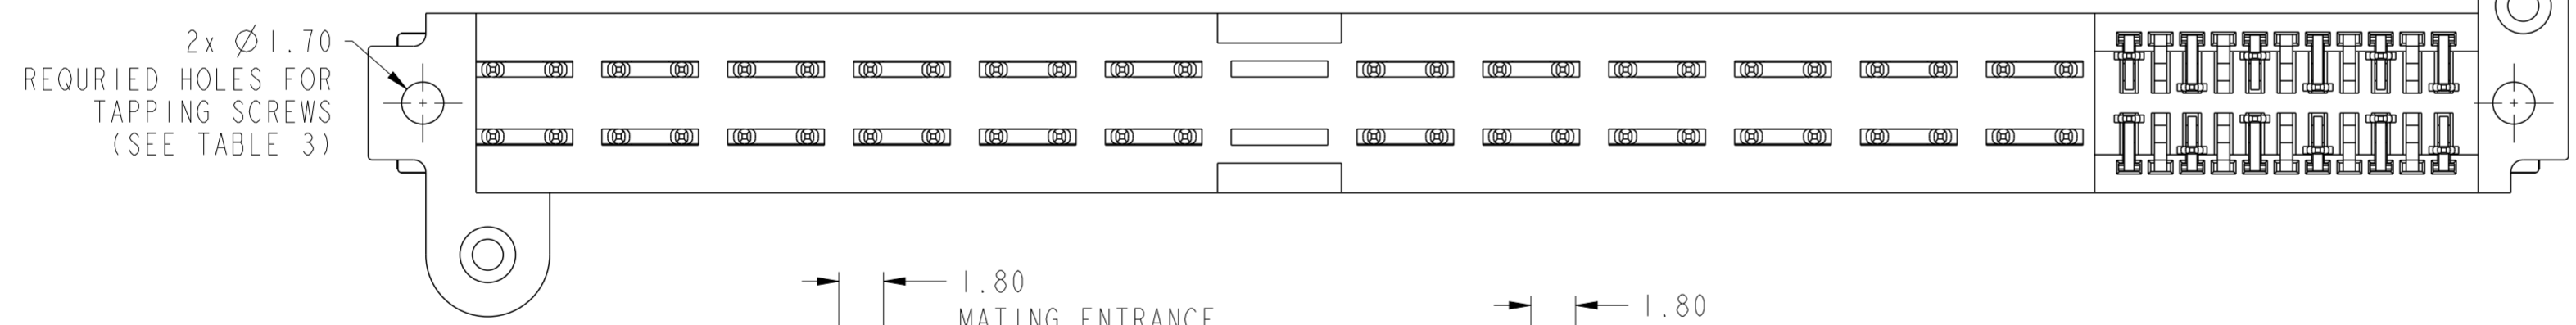 2x Ø1.70
REQURIED HOLES FOR
TAPPING SCREWS
(SEE TABLE 3)
1.80
MATING ENTRANCE
1.80